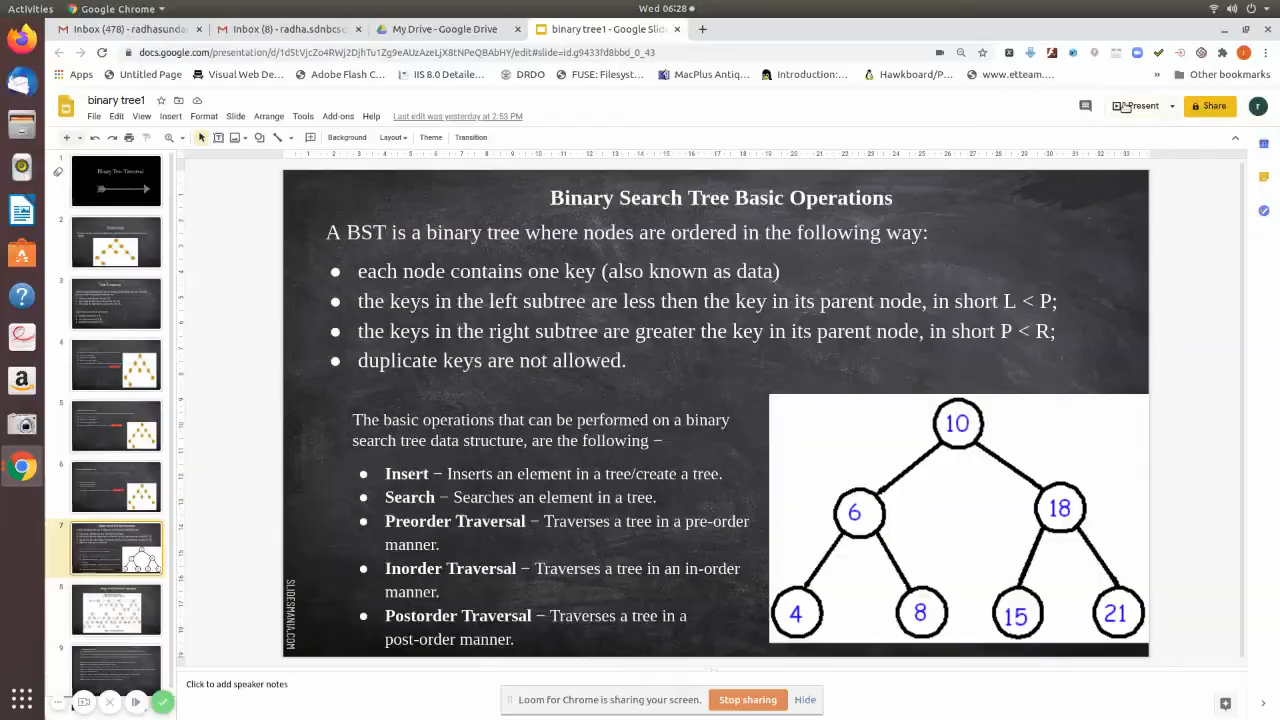 Activities
Google Chrome
Wed 06:28
Inbox (478) - radhasunda
Inbox (8) - radha.sdnbcs
My Drive - Google Drive
binary tree1 - Google Slid
Apps
Untitled Page
Visual Web De...
Adobe Flash C...
IIS 8.0 Detaile...
DRDO
FUSE: Filesyst...
MacPlus Antiq...
Introduction:...
Hawkboard/P...
www.etteam...
»
Other bookmarks
binary tree1
Present
Share
r
File Edit View Insert Format Slide Arrange Tools Add-ons Help
Last edit was yesterday at 2:53 PM
Background Layout Theme Transition
1
2
3
4
5
6
7
8
9
Binary Search Tree Basic Operations
A BST is a binary tree where nodes are ordered in the following way:
● each node contains one key (also known as data)
● the keys in the left subtree are less then the key in its parent node, in short L < P;
● the keys in the right subtree are greater the key in its parent node, in short P < R;
● duplicate keys are not allowed.
The basic operations that can be performed on a binary
search tree data structure, are the following −
● Insert − Inserts an element in a tree/create a tree.
● Search − Searches an element in a tree.
● Preorder Traversal − Traverses a tree in a pre-order
manner.
● Inorder Traversal − Traverses a tree in an in-order
manner.
● Postorder Traversal − Traverses a tree in a
post-order manner.
10
6
18
4
8
15
21
SLIDESMANIA.COM
Click to add speaker notes
Loom for Chrome is sharing your screen.
Stop sharing
Hide